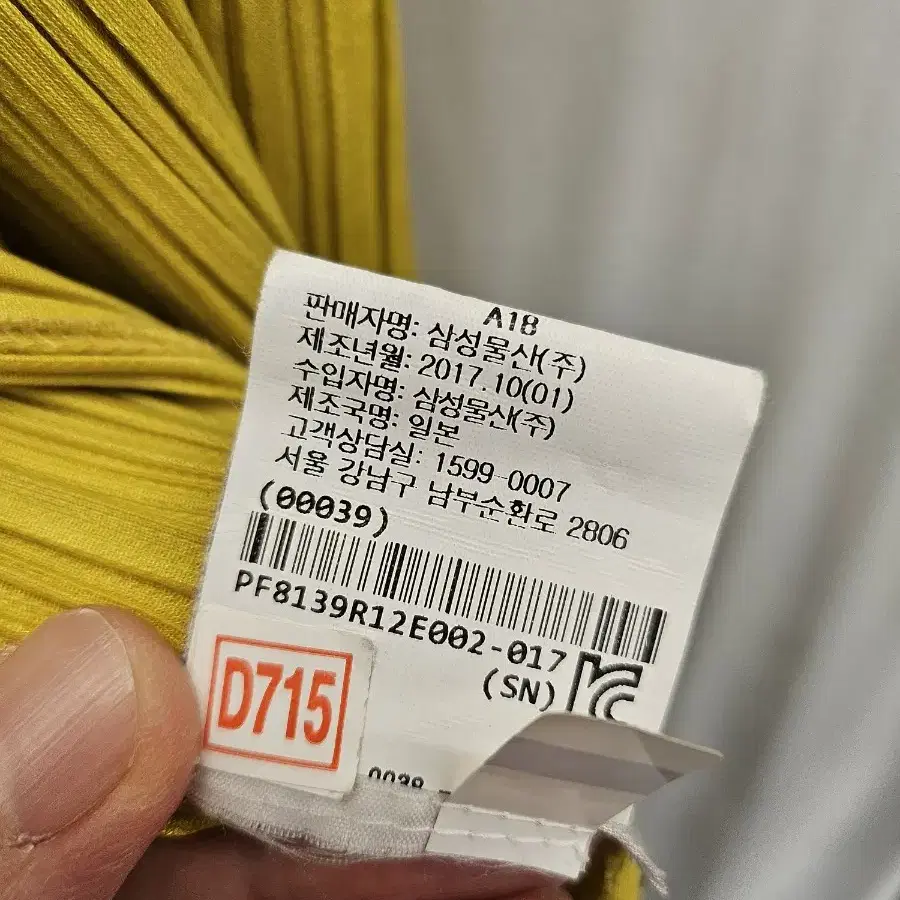 A18
판매자명: 삼성물산(주)
제조년월: 2017.10(01)
수입자명: 삼성물산(주)
제조국명: 일본
고객상담실: 1599-0007
서울 강남구 남부순환로 2806
(00039)
PF8139R12E002-017
(SN)
D715